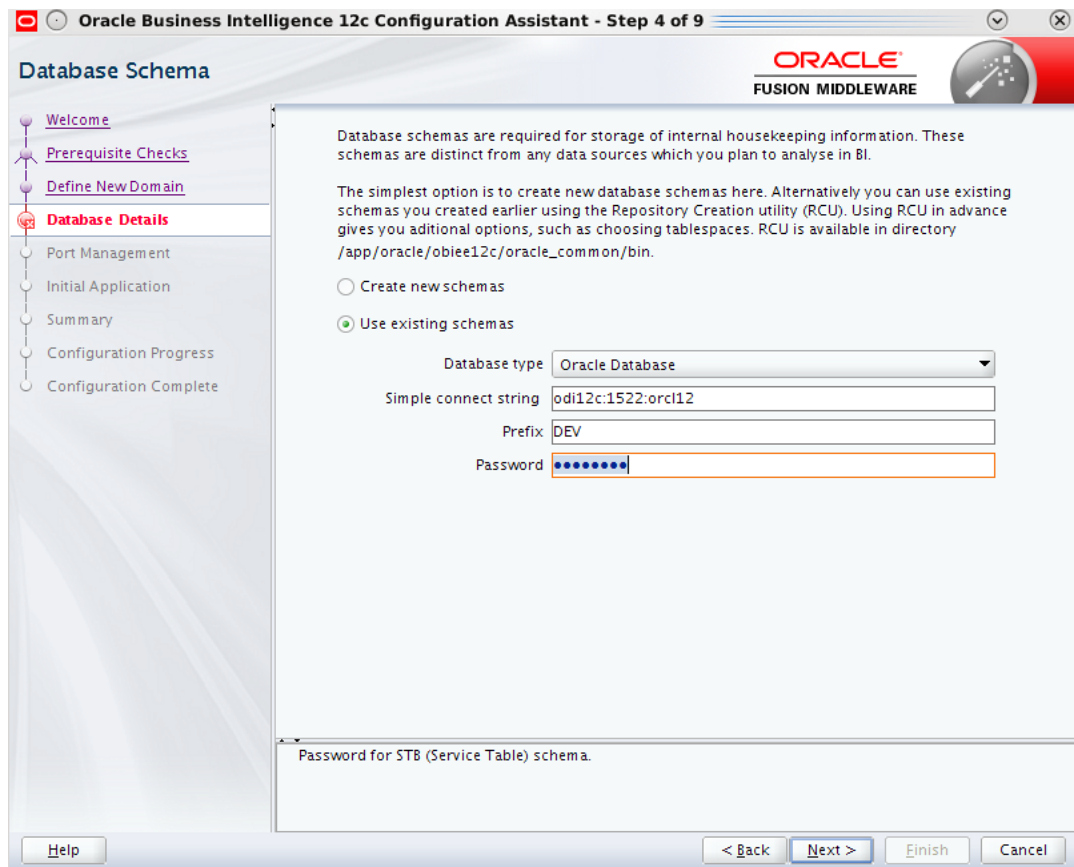 Oracle Business Intelligence 12c Configuration Assistant - Step 4 of 9
Database Schema
ORACLE
FUSION MIDDLEWARE
Welcome
Prerequisite Checks
Define New Domain
Database Details
Port Management
Initial Application
Summary
Configuration Progress
Configuration Complete
Database schemas are required for storage of internal housekeeping information. These
schemas are distinct from any data sources which you plan to analyse in BI.
The simplest option is to create new database schemas here. Alternatively you can use existing
schemas you created earlier using the Repository Creation utility (RCU). Using RCU in advance
gives you aditional options, such as choosing tablespaces. RCU is available in directory
/app/oracle/obiee12c/oracle_common/bin.
Create new schemas
Use existing schemas
Database type Oracle Database
Simple connect string odi12c:1522:orcl12
Prefix DEV
Password ••••••••
Password for STB (Service Table) schema.
Help < Back Next > Finish Cancel